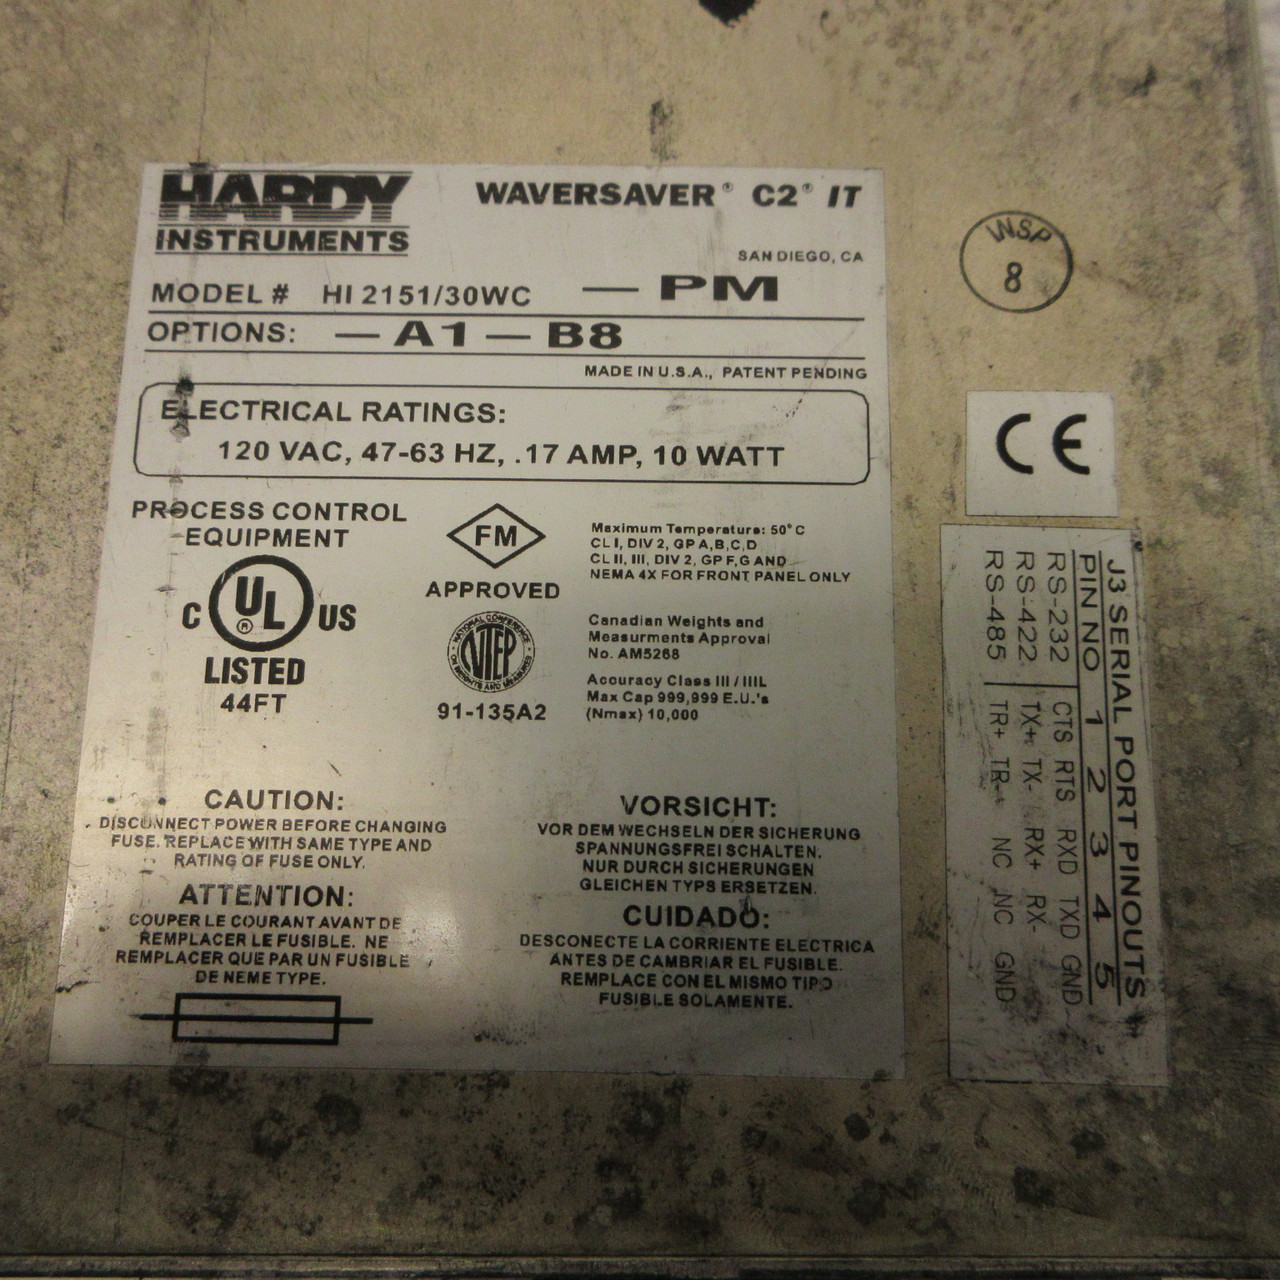 HARDY
INSTRUMENTS
WAVERSAVER® C2® IT
SAN DIEGO, CA
MODEL # HI 2151/30WC — PM
OPTIONS: — A1 — B8
MADE IN U.S.A., PATENT PENDING
ELECTRICAL RATINGS:
120 VAC, 47-63 HZ, .17 AMP, 10 WATT
PROCESS CONTROL
EQUIPMENT
C UL ® US
LISTED
44FT
FM
APPROVED
NATIONAL CONFERENCE
NTEP
ON WEIGHTS AND MEASURES
91-135A2
Maximum Temperature: 50° C
CL I, DIV 2, GP A,B,C,D
CL II, III, DIV 2, GP F,G AND
NEMA 4X FOR FRONT PANEL ONLY
Canadian Weights and
Measurments Approval
No. AM5268
Accuracy Class III / IIIL
Max Cap 999,999 E.U.'s
(Nmax) 10,000
CAUTION:
DISCONNECT POWER BEFORE CHANGING
FUSE. REPLACE WITH SAME TYPE AND
RATING OF FUSE ONLY.
ATTENTION:
COUPER LE COURANT AVANT DE
REMPLACER LE FUSIBLE. NE
REMPLACER QUE PAR UN FUSIBLE
DE NEME TYPE.
VORSICHT:
VOR DEM WECHSELN DER SICHERUNG
SPANNUNGSFREI SCHALTEN.
NUR DURCH SICHERUNGEN
GLEICHEN TYPS ERSETZEN.
CUIDADO:
DESCONECTE LA CORRIENTE ELECTRICA
ANTES DE CAMBRIAR EL FUSIBLE.
REMPLACE CON EL MISMO TIPO
FUSIBLE SOLAMENTE.
INSP
8
CE
J3 SERIAL PORT PINOUTS
PIN NO 1 2 3 4 5
RS-232 CTS RTS RXD TXD GND
RS-422 TX+ TX- RX+ RX-
RS-485 TR+ TR- NC NC GND